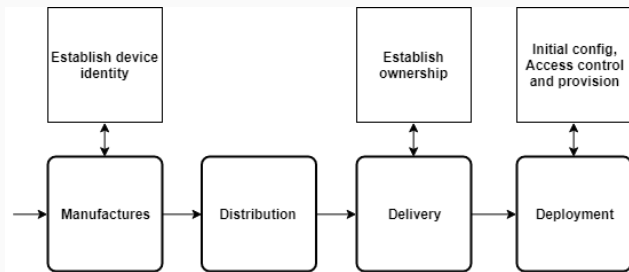 Establish device
identity
Establish
ownership
Initial config,
Access control
and provision
Manufactures
Distribution
Delivery
Deployment